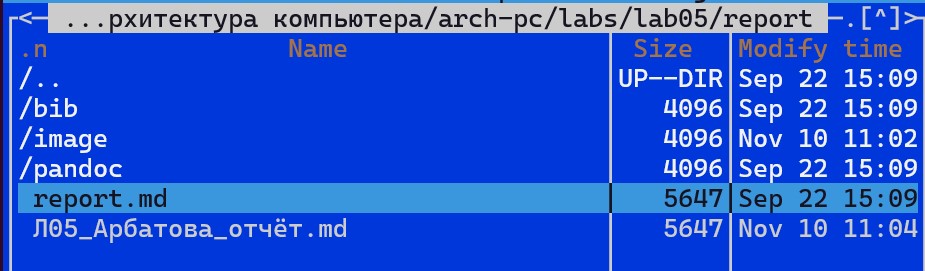 <— ...рхитектура компьютера/arch-pc/labs/lab05/report —.[^]>
.n Name Size Modify time
/.. UP--DIR Sep 22 15:09
/bib 4096 Sep 22 15:09
/image 4096 Nov 10 11:02
/pandoc 4096 Sep 22 15:09
report.md 5647 Sep 22 15:09
Л05_Арбатова_отчёт.md 5647 Nov 10 11:04